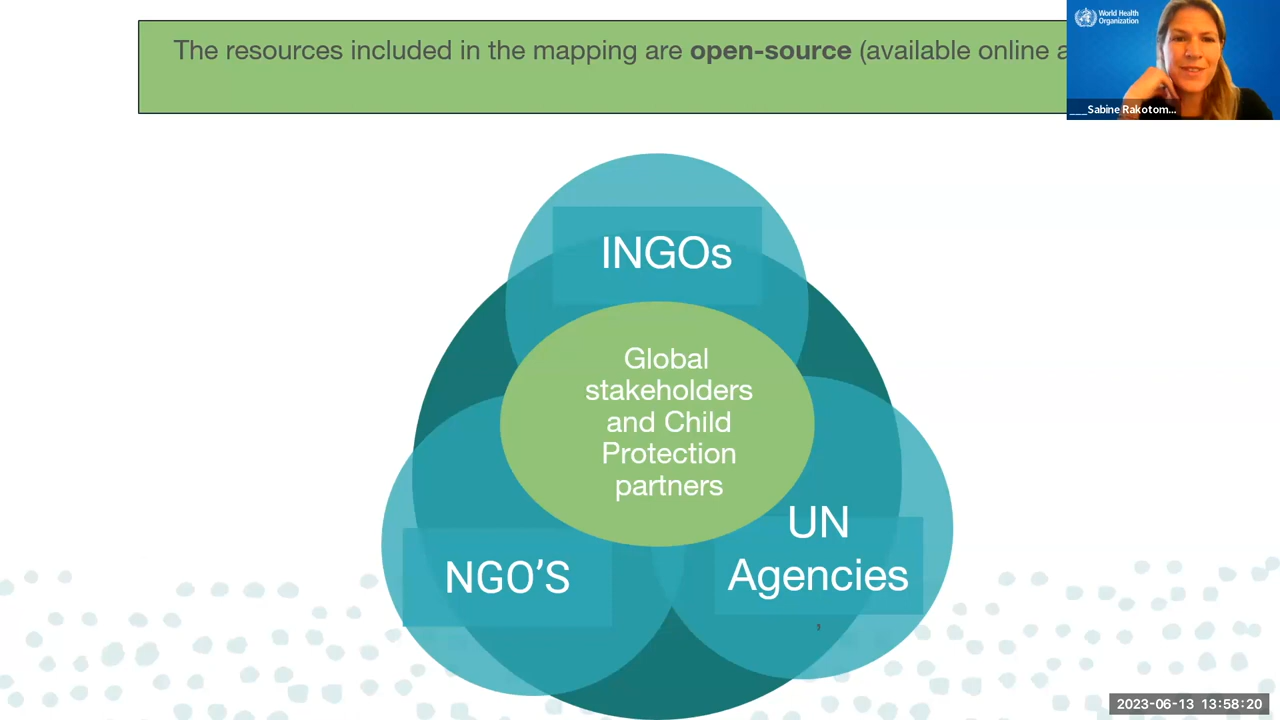 The resources included in the mapping are open-source (available online a
World Health
Organization
___Sabine Rakotom...
INGOs
Global
stakeholders
and Child
Protection
partners
UN
Agencies
,
NGO’S
2023-06-13 13:58:20